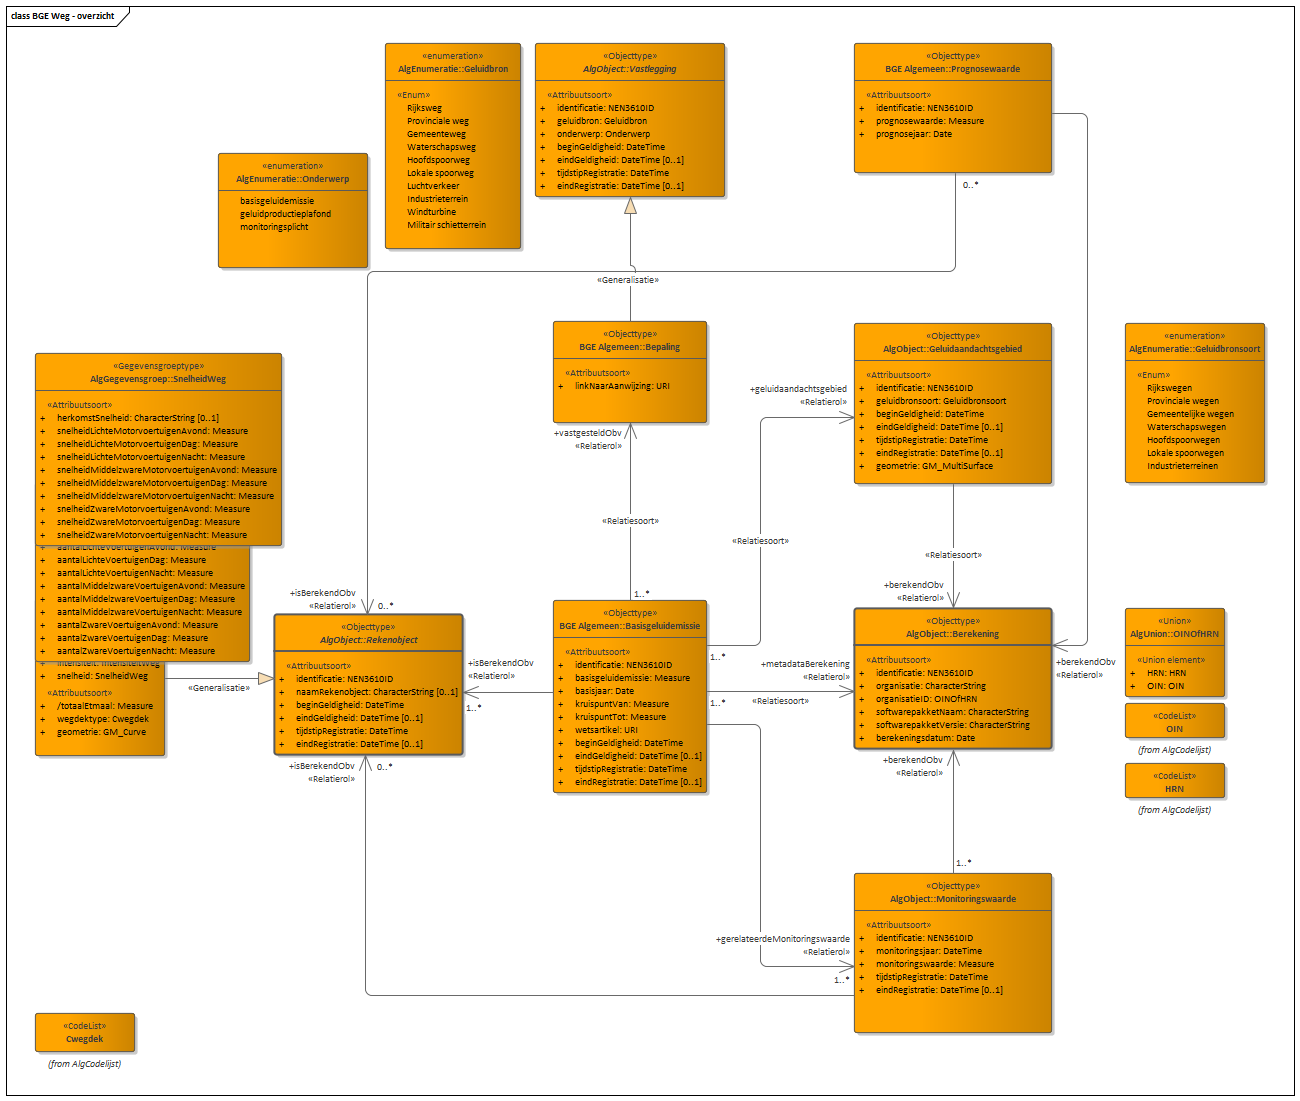 class BGE Weg - overzicht
«enumeration»
AlgEnumeratie::Onderwerp
basisgeluidemissie
geluidproductieplafond
monitoringsplicht
«enumeration»
AlgEnumeratie::Geluidbron
«Enum»
Rijksweg
Provinciale weg
Gemeenteweg
Waterschapsweg
Hoofdspoorweg
Lokale spoorweg
Luchtverkeer
Industrieterrein
Windturbine
Militair schietterrein
«Objecttype»
AlgObject::Vastlegging
«Attribuutsoort»
+ identificatie: NEN3610ID
+ geluidbron: Geluidbron
+ onderwerp: Onderwerp
+ beginGeldigheid: DateTime
+ eindGeldigheid: DateTime [0..1]
+ tijdstipRegistratie: DateTime
+ eindRegistratie: DateTime [0..1]
«Objecttype»
BGE Algemeen::Prognosewaarde
«Attribuutsoort»
+ identificatie: NEN3610ID
+ prognosewaarde: Measure
+ prognosejaar: Date
0..*
«Generalisatie»
«Objecttype»
BGE Algemeen::Bepaling
«Attribuutsoort»
+ linkNaarAanwijzing: URI
+vastgesteldObv
«Relatierol»
«Relatiesoort»
1..*
«Objecttype»
AlgObject::Geluidaandachtsgebied
«Attribuutsoort»
+ identificatie: NEN3610ID
+ geluidbronsoort: Geluidbronsoort
+ beginGeldigheid: DateTime
+ eindGeldigheid: DateTime [0..1]
+ tijdstipRegistratie: DateTime
+ eindRegistratie: DateTime [0..1]
+ geometrie: GM_MultiSurface
+geluidaandachtsgebied
«Relatierol»
«Relatiesoort»
«Relatiesoort»
+berekendObv
«Relatierol»
«enumeration»
AlgEnumeratie::Geluidbronsoort
«Enum»
Rijkswegen
Provinciale wegen
Gemeentelijke wegen
Waterschapswegen
Hoofdspoorwegen
Lokale spoorwegen
Industrieterreinen
«Gegevensgroeptype»
AlgGegevensgroep::SnelheidWeg
«Attribuutsoort»
+ herkomstSnelheid: CharacterString [0..1]
+ snelheidLichteMotorvoertuigenAvond: Measure
+ snelheidLichteMotorvoertuigenDag: Measure
+ snelheidLichteMotorvoertuigenNacht: Measure
+ snelheidMiddelzwareMotorvoertuigenAvond: Measure
+ snelheidMiddelzwareMotorvoertuigenDag: Measure
+ snelheidMiddelzwareMotorvoertuigenNacht: Measure
+ snelheidZwareMotorvoertuigenAvond: Measure
+ snelheidZwareMotorvoertuigenDag: Measure
+ snelheidZwareMotorvoertuigenNacht: Measure
+ aantalLichteVoertuigenAvond: Measure
+ aantalLichteVoertuigenDag: Measure
+ aantalLichteVoertuigenNacht: Measure
+ aantalMiddelzwareVoertuigenAvond: Measure
+ aantalMiddelzwareVoertuigenDag: Measure
+ aantalMiddelzwareVoertuigenNacht: Measure
+ aantalZwareVoertuigenAvond: Measure
+ aantalZwareVoertuigenDag: Measure
+ aantalZwareVoertuigenNacht: Measure
+ intensiteit: IntensiteitWeg
+ snelheid: SnelheidWeg
«Attribuutsoort»
+ /totaalEtmaal: Measure
+ wegdektype: Cwegdek
+ geometrie: GM_Curve
«Generalisatie»
+isBerekendObv
«Relatierol»
0..*
«Objecttype»
AlgObject::Rekenobject
«Attribuutsoort»
+ identificatie: NEN3610ID
+ naamRekenobject: CharacterString [0..1]
+ beginGeldigheid: DateTime
+ eindGeldigheid: DateTime [0..1]
+ tijdstipRegistratie: DateTime
+ eindRegistratie: DateTime [0..1]
+isBerekendObv
«Relatierol»
0..*
+isBerekendObv
«Relatierol»
1..*
«Objecttype»
BGE Algemeen::Basisgeluidemissie
«Attribuutsoort»
+ identificatie: NEN3610ID
+ basisgeluidemissie: Measure
+ basisjaar: Date
+ kruispuntVan: Measure
+ kruispuntTot: Measure
+ wetsartikel: URI
+ beginGeldigheid: DateTime
+ eindGeldigheid: DateTime [0..1]
+ tijdstipRegistratie: DateTime
+ eindRegistratie: DateTime [0..1]
1..*
+metadataBerekening
«Relatierol»
1..*
«Relatiesoort»
«Objecttype»
AlgObject::Berekening
«Attribuutsoort»
+ identificatie: NEN3610ID
+ organisatie: CharacterString
+ organisatieID: OINOfHRN
+ softwarepakketNaam: CharacterString
+ softwarepakketVersie: CharacterString
+ berekeningsdatum: Date
+berekendObv
«Relatierol»
+berekendObv
«Relatierol»
«Union»
AlgUnion::OINOfHRN
«Union element»
+ HRN: HRN
+ OIN: OIN
«CodeList»
OIN
(from AlgCodelijst)
«CodeList»
HRN
(from AlgCodelijst)
1..*
«Objecttype»
AlgObject::Monitoringswaarde
«Attribuutsoort»
+ identificatie: NEN3610ID
+ monitoringsjaar: DateTime
+ monitoringswaarde: Measure
+ tijdstipRegistratie: DateTime
+ eindRegistratie: DateTime [0..1]
+gerelateerdeMonitoringswaarde
«Relatierol»
1..*
«CodeList»
Cwegdek
(from AlgCodelijst)